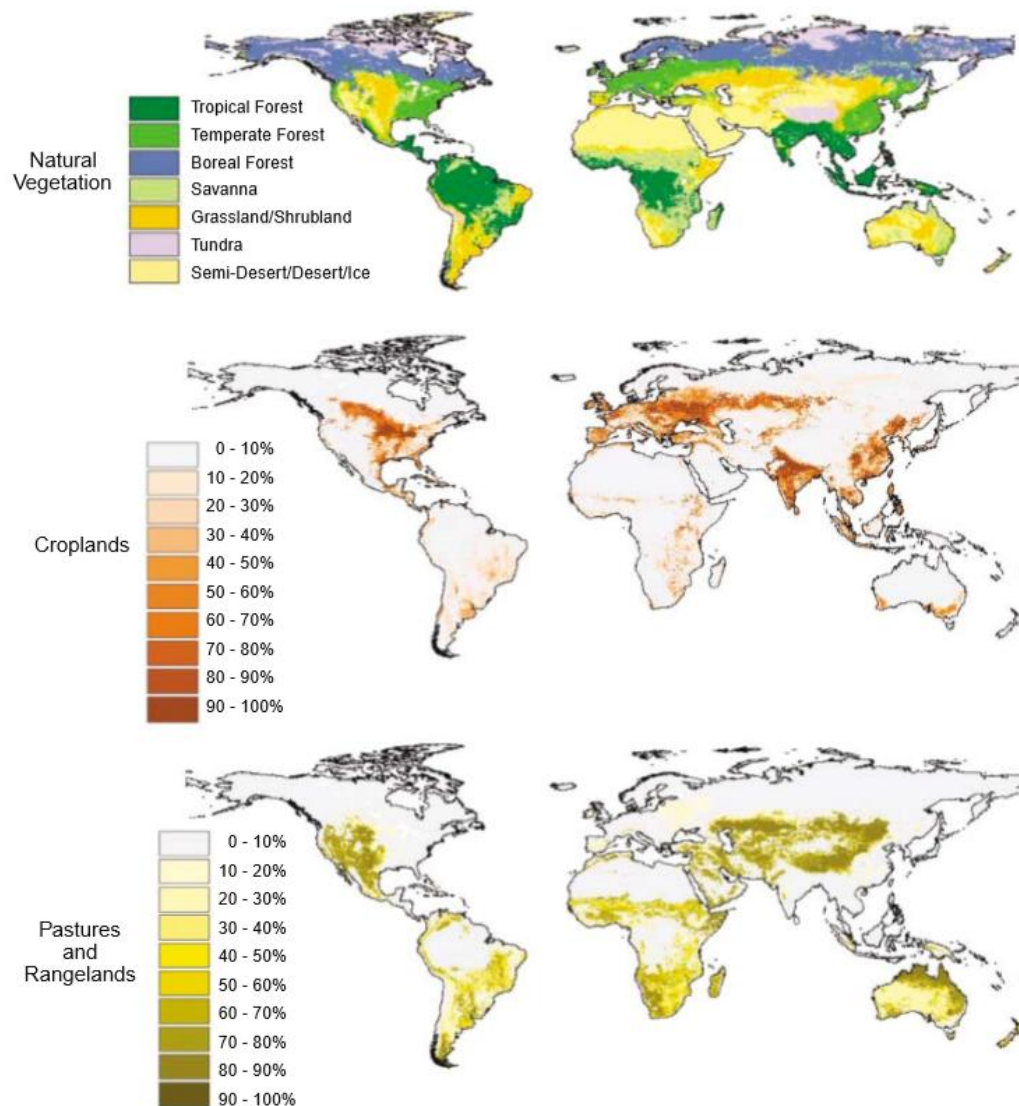 Natural
Vegetation
Tropical Forest
Temperate Forest
Boreal Forest
Savanna
Grassland/Shrubland
Tundra
Semi-Desert/Desert/Ice
Croplands
0 - 10%
10 - 20%
20 - 30%
30 - 40%
40 - 50%
50 - 60%
60 - 70%
70 - 80%
80 - 90%
90 - 100%
Pastures
and
Rangelands
0 - 10%
10 - 20%
20 - 30%
30 - 40%
40 - 50%
50 - 60%
60 - 70%
70 - 80%
80 - 90%
90 - 100%